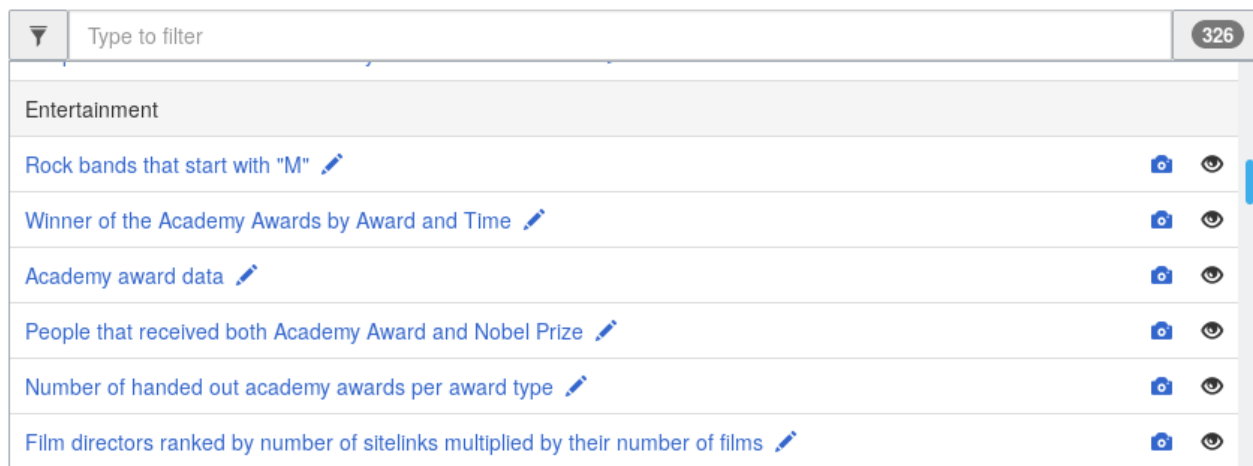 Type to filter
326
Entertainment
Rock bands that start with "M"
Winner of the Academy Awards by Award and Time
Academy award data
People that received both Academy Award and Nobel Prize
Number of handed out academy awards per award type
Film directors ranked by number of sitelinks multiplied by their number of films